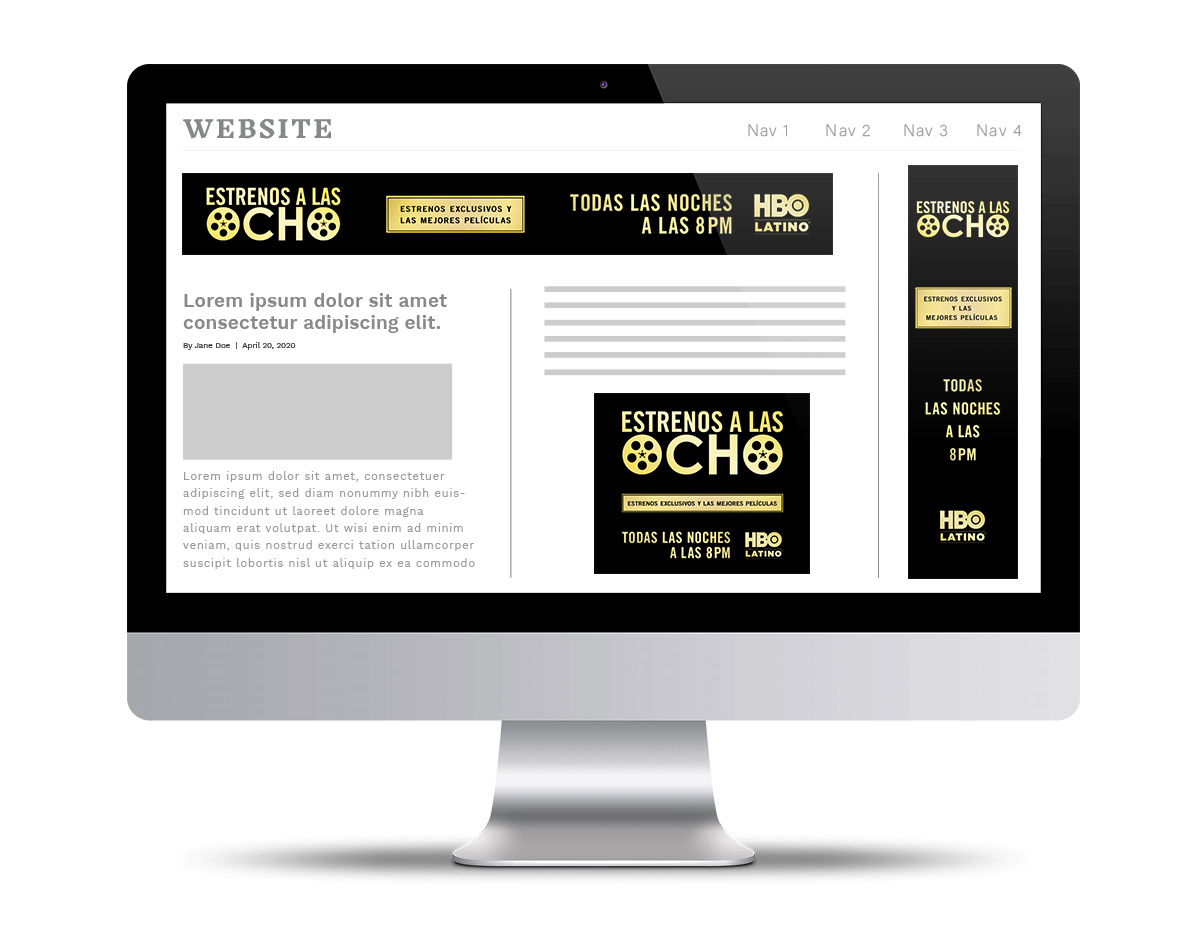 WEBSITE
Nav 1
Nav 2
Nav 3
Nav 4
ESTRENOS A LAS
OCHO
ESTRENOS EXCLUSIVOS Y
LAS MEJORES PELÍCULAS
TODAS LAS NOCHES
A LAS 8PM
HBO
LATINO
Lorem ipsum dolor sit amet
consectetur adipiscing elit.
By Jane Doe | April 20, 2020
Lorem ipsum dolor sit amet, consectetuer
adipiscing elit, sed diam nonummy nibh euis-
mod tincidunt ut laoreet dolore magna
aliquam erat volutpat. Ut wisi enim ad minim
veniam, quis nostrud exerci tation ullamcorper
suscipit lobortis nisl ut aliquip ex ea commodo
ESTRENOS A LAS
OCHO
ESTRENOS EXCLUSIVOS Y LAS MEJORES PELÍCULAS
TODAS LAS NOCHES
A LAS 8PM
HBO
LATINO
ESTRENOS A LAS
OCHO
ESTRENOS EXCLUSIVOS
Y LAS
MEJORES PELÍCULAS
TODAS
LAS NOCHES
A LAS
8PM
HBO
LATINO